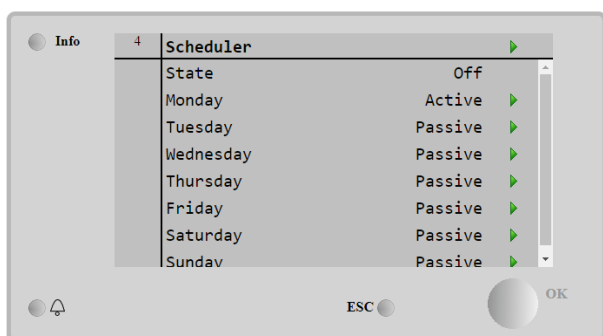 Info
4 Scheduler
State Off
Monday Active
Tuesday Passive
Wednesday Passive
Thursday Passive
Friday Passive
Saturday Passive
Sunday Passive
ESC
OK